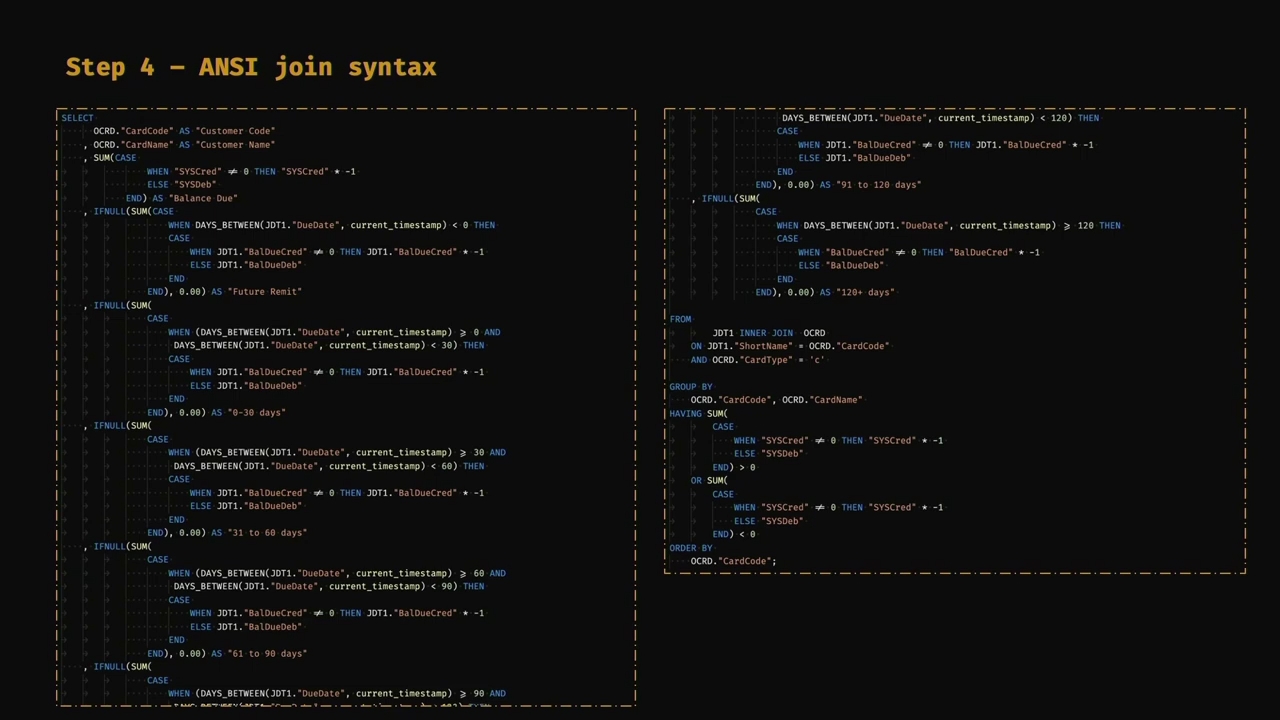 Step 4 – ANSI join syntax
SELECT
OCRD."CardCode" AS "Customer Code"
, OCRD."CardName" AS "Customer Name"
, SUM(CASE
WHEN "SYSCred" ≠ 0 THEN "SYSCred" * -1
ELSE "SYSDeb"
END) AS "Balance Due"
, IFNULL(SUM(CASE
WHEN DAYS_BETWEEN(JDT1."DueDate", current_timestamp) < 0 THEN
CASE
WHEN JDT1."BalDueCred" ≠ 0 THEN JDT1."BalDueCred" * -1
ELSE JDT1."BalDueDeb"
END
END), 0.00) AS "Future Remit"
, IFNULL(SUM(
CASE
WHEN (DAYS_BETWEEN(JDT1."DueDate", current_timestamp) ⩾ 0 AND
DAYS_BETWEEN(JDT1."DueDate", current_timestamp) < 30) THEN
CASE
WHEN JDT1."BalDueCred" ≠ 0 THEN JDT1."BalDueCred" * -1
ELSE JDT1."BalDueDeb"
END
END), 0.00) AS "0-30 days"
, IFNULL(SUM(
CASE
WHEN (DAYS_BETWEEN(JDT1."DueDate", current_timestamp) ⩾ 30 AND
DAYS_BETWEEN(JDT1."DueDate", current_timestamp) < 60) THEN
CASE
WHEN JDT1."BalDueCred" ≠ 0 THEN JDT1."BalDueCred" * -1
ELSE JDT1."BalDueDeb"
END
END), 0.00) AS "31 to 60 days"
, IFNULL(SUM(
CASE
WHEN (DAYS_BETWEEN(JDT1."DueDate", current_timestamp) ⩾ 60 AND
DAYS_BETWEEN(JDT1."DueDate", current_timestamp) < 90) THEN
CASE
WHEN JDT1."BalDueCred" ≠ 0 THEN JDT1."BalDueCred" * -1
ELSE JDT1."BalDueDeb"
END
END), 0.00) AS "61 to 90 days"
, IFNULL(SUM(
CASE
WHEN (DAYS_BETWEEN(JDT1."DueDate", current_timestamp) ⩾ 90 AND
DAYS_BETWEEN(JDT1."DueDate", current_timestamp) < 120) THEN
CASE
WHEN JDT1."BalDueCred" ≠ 0 THEN JDT1."BalDueCred" * -1
ELSE JDT1."BalDueDeb"
END
END), 0.00) AS "91 to 120 days"
, IFNULL(SUM(
CASE
WHEN DAYS_BETWEEN(JDT1."DueDate", current_timestamp) ⩾ 120 THEN
CASE
WHEN "BalDueCred" ≠ 0 THEN "BalDueCred" * -1
ELSE "BalDueDeb"
END
END), 0.00) AS "120+ days"
FROM
JDT1 INNER JOIN OCRD
ON JDT1."ShortName" = OCRD."CardCode"
AND OCRD."CardType" = 'c'
GROUP BY
OCRD."CardCode", OCRD."CardName"
HAVING SUM(
CASE
WHEN "SYSCred" ≠ 0 THEN "SYSCred" * -1
ELSE "SYSDeb"
END) > 0
OR SUM(
CASE
WHEN "SYSCred" ≠ 0 THEN "SYSCred" * -1
ELSE "SYSDeb"
END) < 0
ORDER BY
OCRD."CardCode";